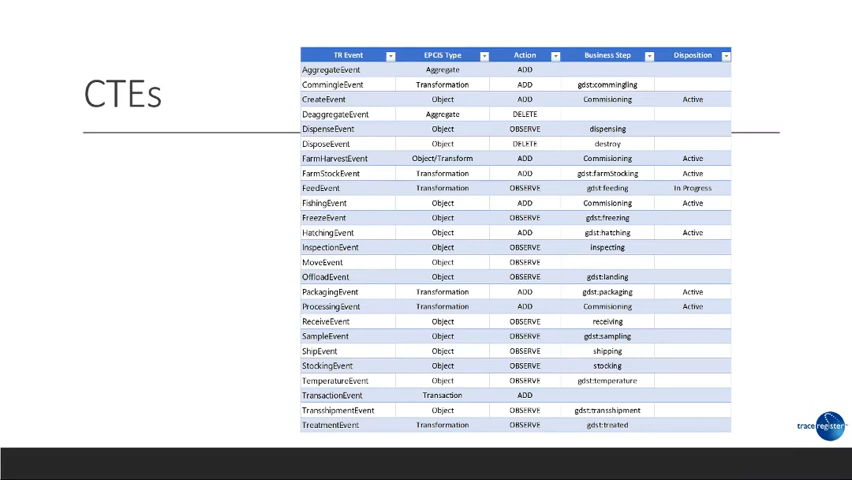 CTEs
TR Event EPCIS Type Action Business Step Disposition
AggregateEvent Aggregate ADD
CommingleEvent Transformation ADD gdst:commingling
CreateEvent Object ADD Commisioning Active
DeaggregateEvent Aggregate DELETE
DispenseEvent Object OBSERVE dispensing
DisposeEvent Object DELETE destroy
FarmHarvestEvent Object/Transform ADD Commisioning Active
FarmStockEvent Transformation ADD gdst:farmStocking Active
FeedEvent Transformation OBSERVE gdst:feeding In Progress
FishingEvent Object ADD Commisioning Active
FreezeEvent Object OBSERVE gdst:freezing
HatchingEvent Object ADD gdst:hatching Active
InspectionEvent Object OBSERVE inspecting
MoveEvent Object OBSERVE
OffloadEvent Object OBSERVE gdst:landing
PackagingEvent Transformation ADD gdst:packaging Active
ProcessingEvent Transformation ADD Commisioning Active
ReceiveEvent Object OBSERVE receiving
SampleEvent Object OBSERVE gdst:sampling
ShipEvent Object OBSERVE shipping
StockingEvent Object OBSERVE stocking
TemperatureEvent Object OBSERVE gdst:temperature
TransactionEvent Transaction ADD
TransshipmentEvent Object OBSERVE gdst:transshipment
TreatmentEvent Transformation OBSERVE gdst:treated
trace register